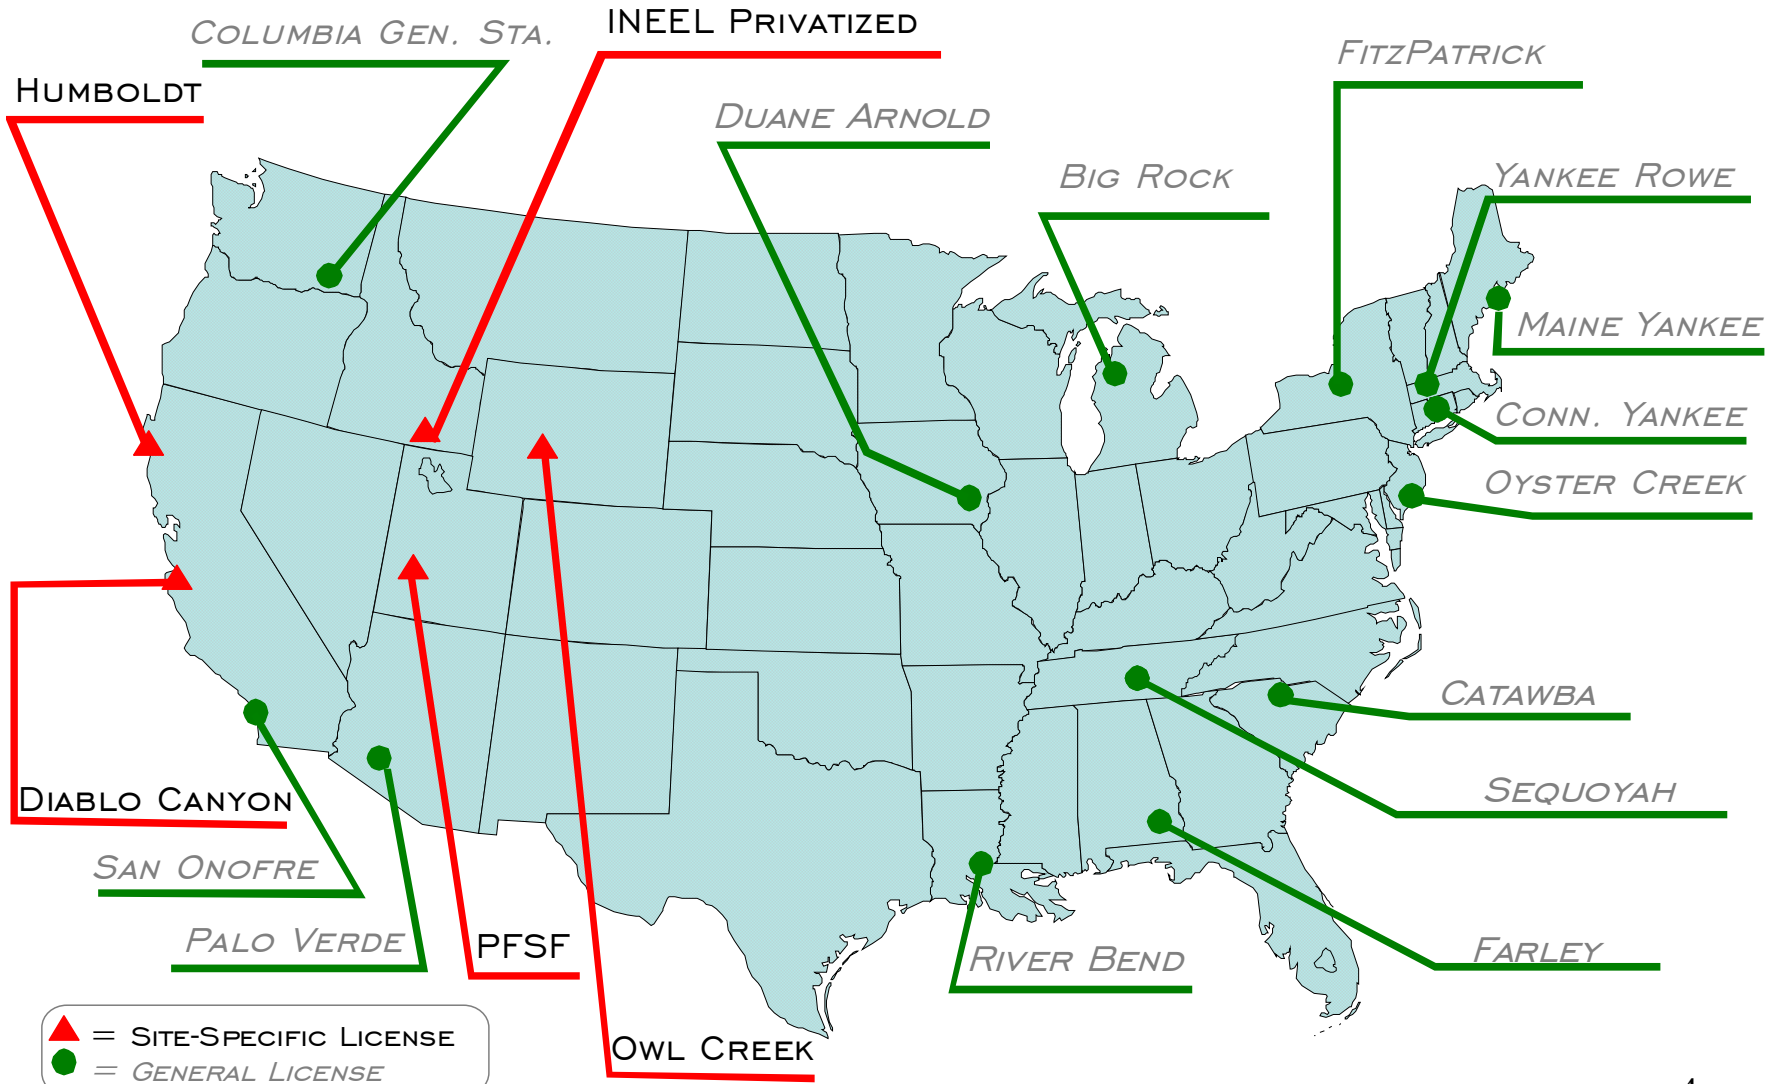 INEEL Privatized
Columbia Gen. Sta.
FitzPatrick
Humboldt
Duane Arnold
Big Rock
Yankee Rowe
Maine Yankee
Conn. Yankee
Oyster Creek
Catawba
Sequoyah
Diablo Canyon
San Onofre
Palo Verde
PFSF
River Bend
Farley
Owl Creek
= Site-Specific License
= General License
4